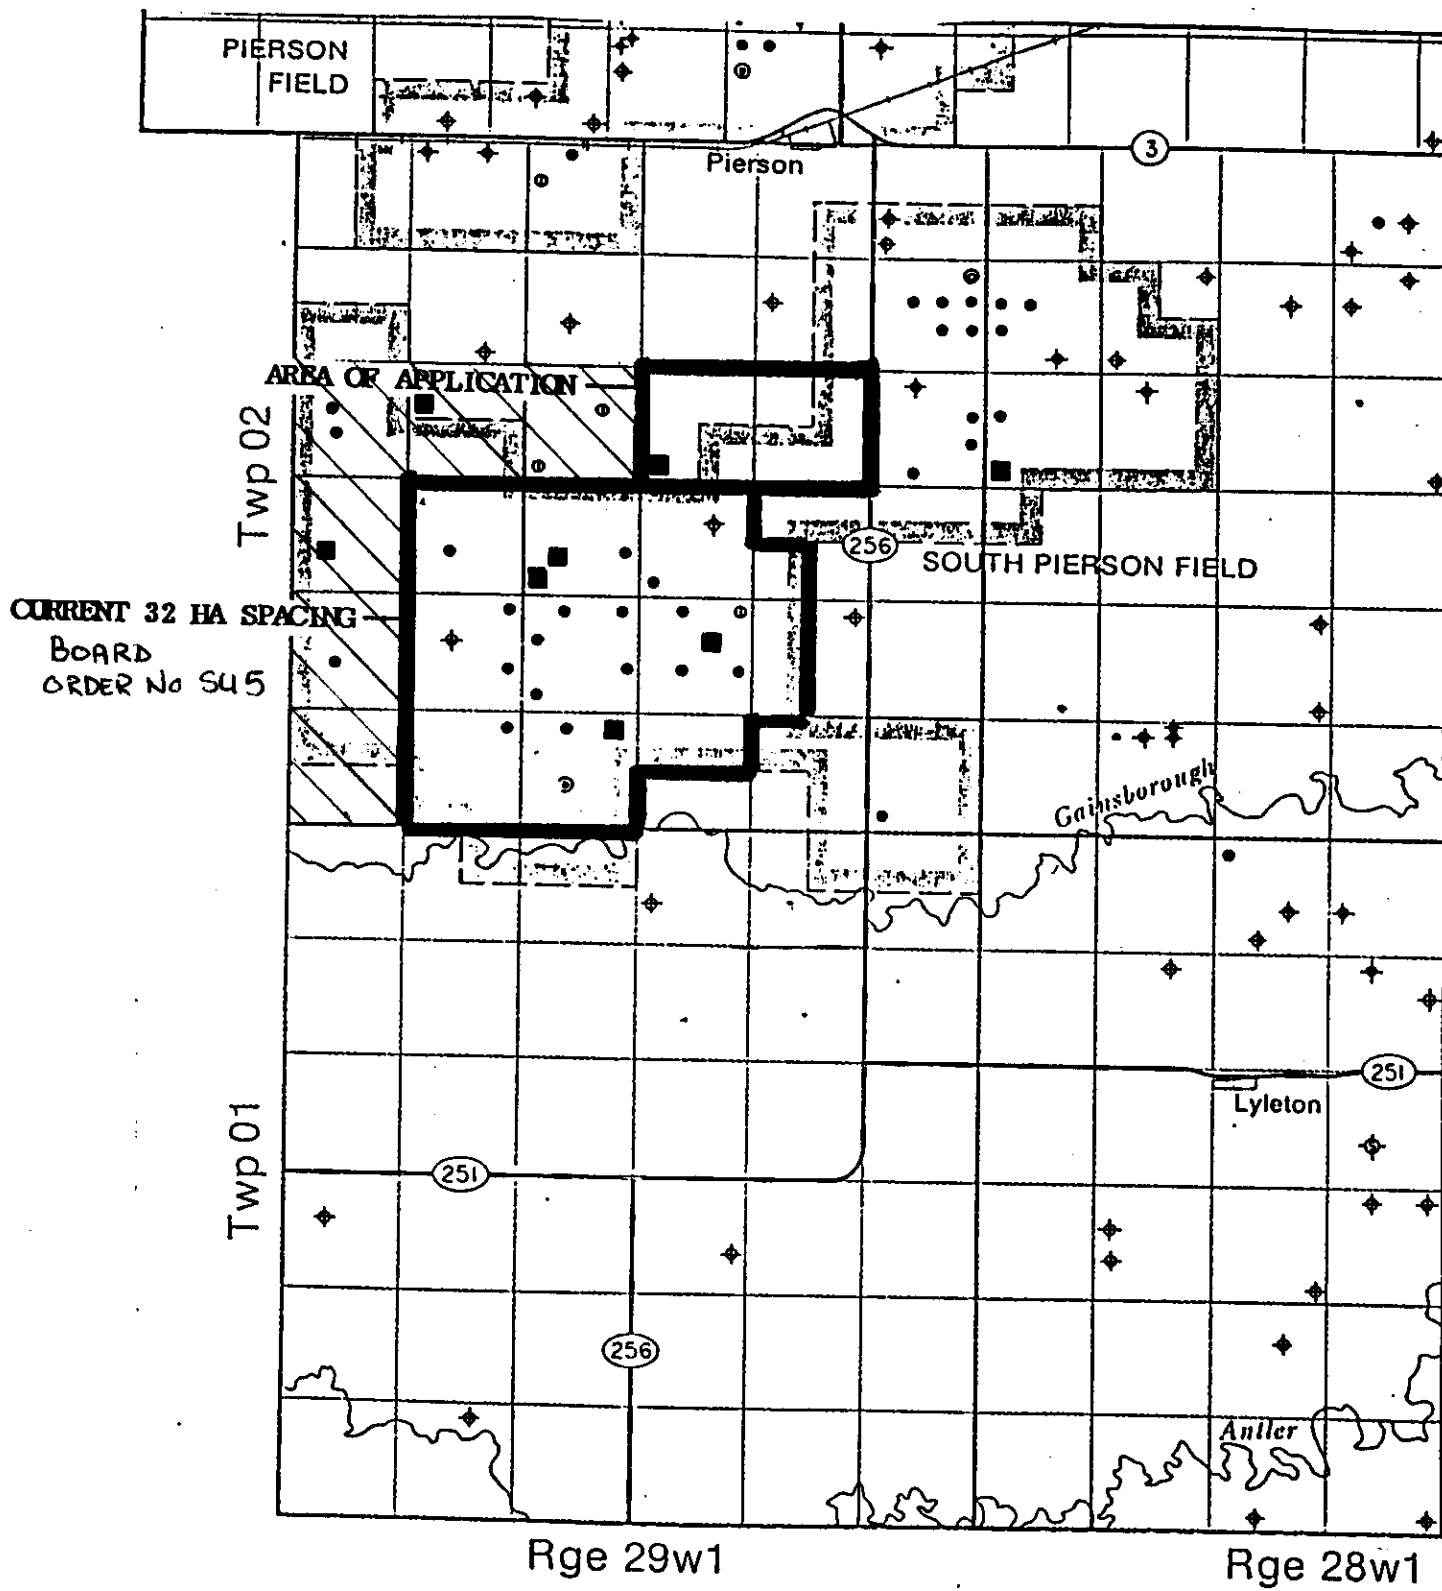 PIERSON
FIELD
Pierson
3
AREA OF APPLICATION
Twp 02
256
SOUTH PIERSON FIELD
CURRENT 32 HA SPACING
BOARD
ORDER No SU5
Gainsborough
251
Lyleton
Twp 01
251
256
Antler
Rge 29w1
Rge 28w1